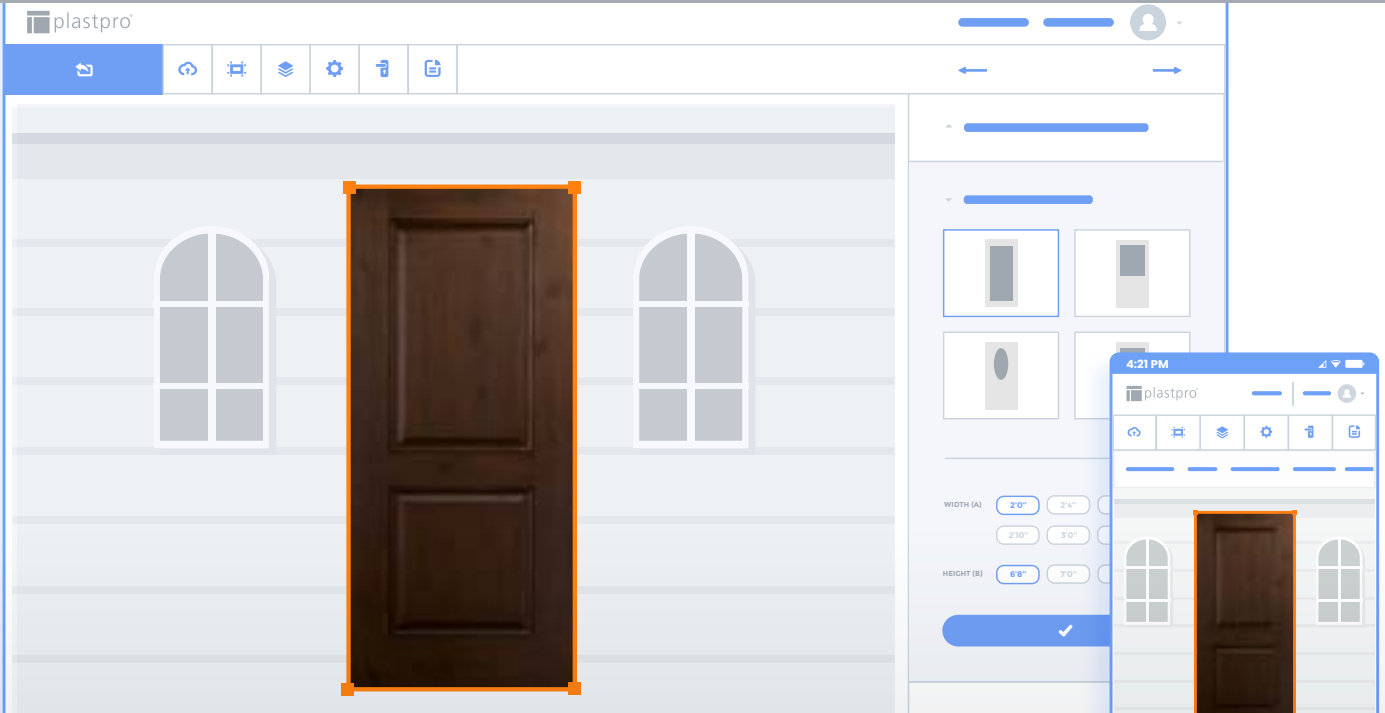 plastpro
WIDTH (A) 2'0" 2'4"
2'10" 3'0"
HEIGHT (B) 6'8" 7'0"
4:21 PM
plastpro